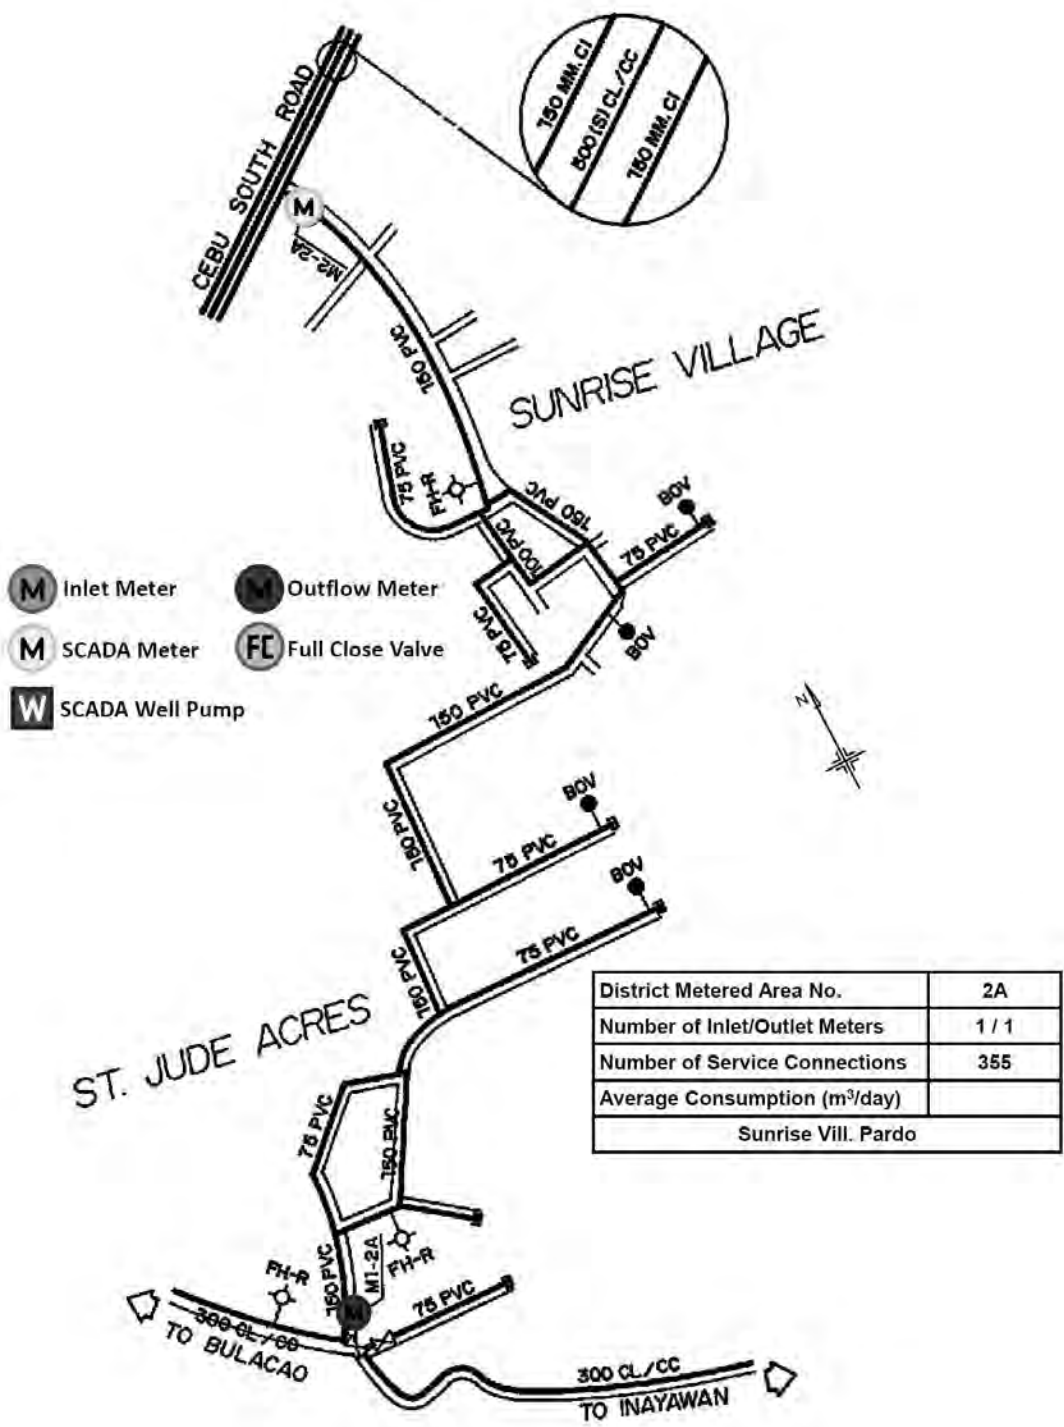 CEBU SOUTH ROAD
150 MM. CI
500 (S) CL./CC
150 MM. CI
M
M2-2A
150 PVC
SUNRISE VILLAGE
75 PVC
FH-R
150 PVC
100 PVC
BOV
75 PVC
75 PVC
BOV
M Inlet Meter
M Outflow Meter
M SCADA Meter
FC Full Close Valve
W SCADA Well Pump
150 PVC
N
150 PVC
BOV
75 PVC
BOV
75 PVC
150 PVC
ST. JUDE ACRES
District Metered Area No. 2A
Number of Inlet/Outlet Meters 1 / 1
Number of Service Connections 355
Average Consumption (m³/day)
Sunrise Vill. Pardo
75 PVC
150 PVC
150 PVC
M1-2A
FH-R
FH-R
M
75 PVC
300 CL./CC
TO BULACAO
300 CL./CC
TO INAYAWAN